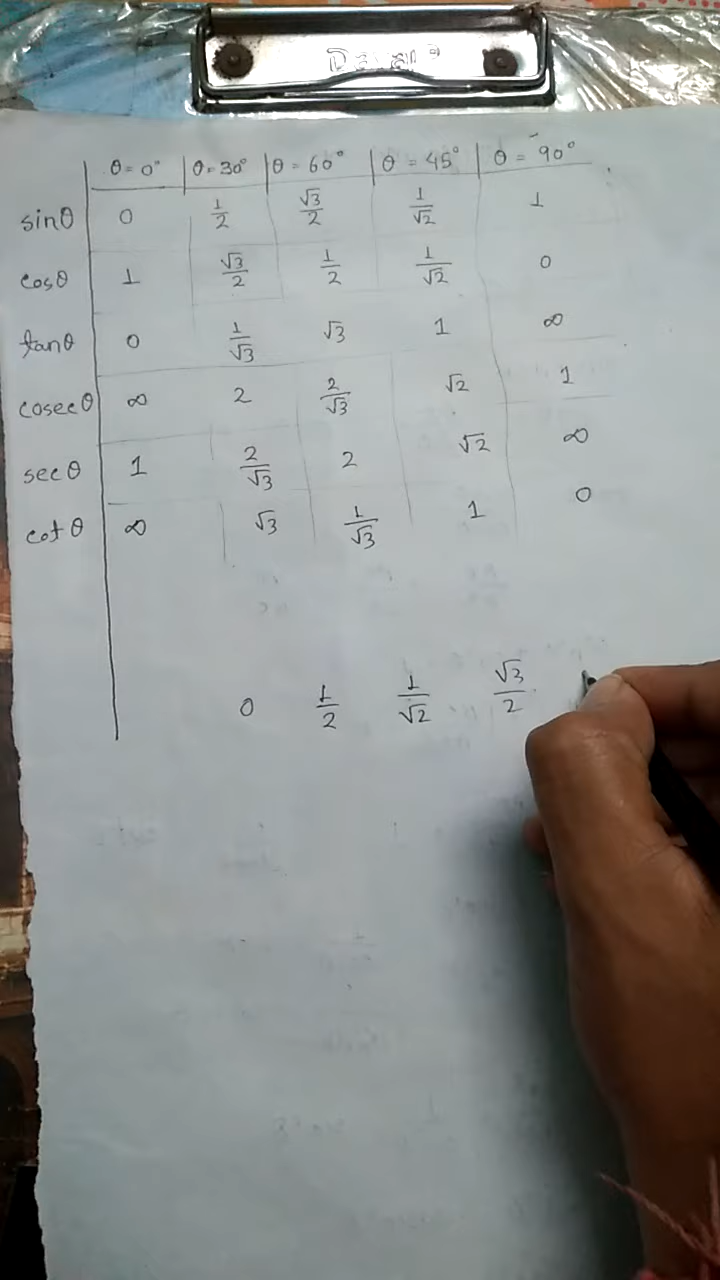 θ = 0° θ = 30° θ = 60° θ = 45° θ = 90°
sinθ 0 1/2 √3/2 1/√2 1
cosθ 1 √3/2 1/2 1/√2 0
tanθ 0 1/√3 √3 1 ∞
cosecθ ∞ 2 2/√3 √2 1
secθ 1 2/√3 2 √2 ∞
cotθ ∞ √3 1/√3 1 0
0 1/2 1/√2 √3/2